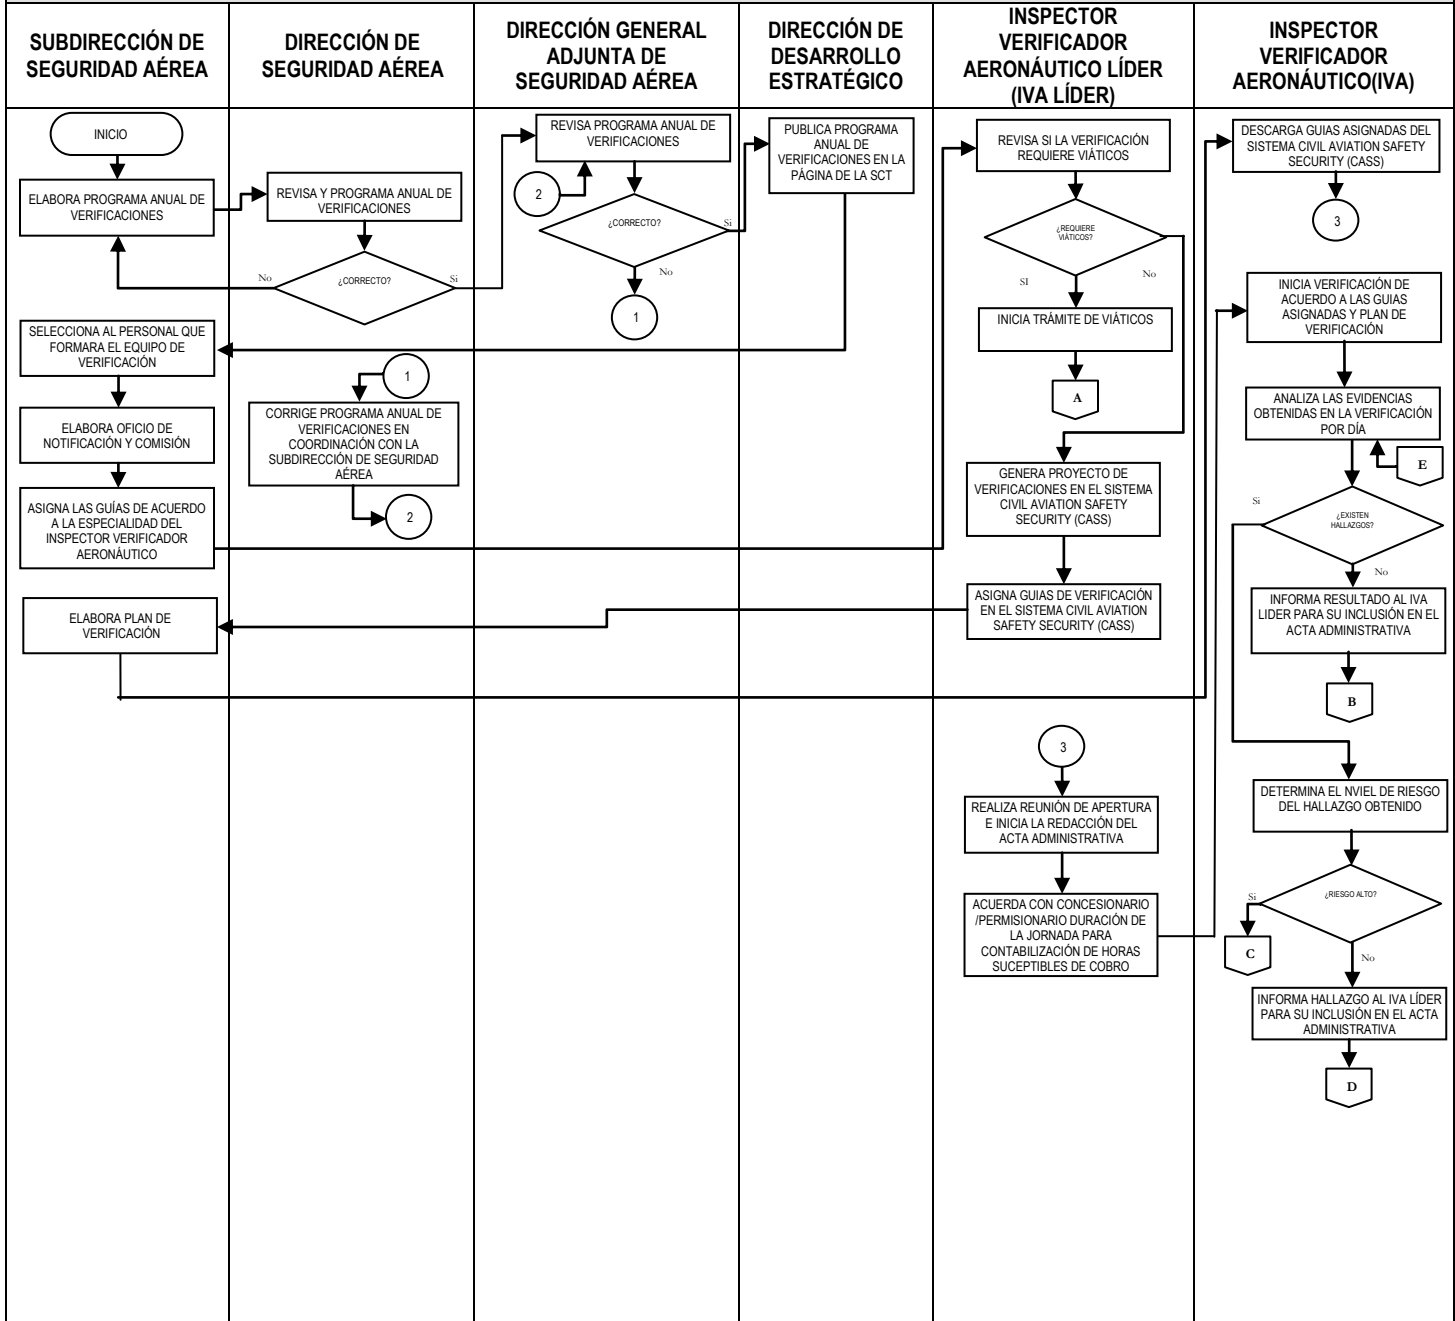 SUBDIRECCIÓN DE
SEGURIDAD AÉREA
DIRECCIÓN DE
SEGURIDAD AÉREA
DIRECCIÓN GENERAL
ADJUNTA DE
SEGURIDAD AÉREA
DIRECCIÓN DE
DESARROLLO
ESTRATÉGICO
INSPECTOR
VERIFICADOR
AERONÁUTICO LÍDER
(IVA LÍDER)
INSPECTOR
VERIFICADOR
AERONÁUTICO(IVA)
INICIO
ELABORA PROGRAMA ANUAL DE
VERIFICACIONES
SELECCIONA AL PERSONAL QUE
FORMARA EL EQUIPO DE
VERIFICACIÓN
ELABORA OFICIO DE
NOTIFICACIÓN Y COMISIÓN
ASIGNA LAS GUÍAS DE ACUERDO
A LA ESPECIALIDAD DEL
INSPECTOR VERIFICADOR
AERONÁUTICO
ELABORA PLAN DE
VERIFICACIÓN
REVISA Y PROGRAMA ANUAL DE
VERIFICACIONES
¿CORRECTO?
No
Si
1
CORRIGE PROGRAMA ANUAL DE
VERIFICACIONES EN
COORDINACIÓN CON LA
SUBDIRECCIÓN DE SEGURIDAD
AÉREA
2
REVISA PROGRAMA ANUAL DE
VERIFICACIONES
2
¿CORRECTO?
Si
No
1
PUBLICA PROGRAMA
ANUAL DE
VERIFICACIONES EN LA
PÁGINA DE LA SCT
REVISA SI LA VERIFICACIÓN
REQUIERE VIÁTICOS
¿REQUIERE
VIÁTICOS?
SI
No
INICIA TRÁMITE DE VIÁTICOS
A
GENERA PROYECTO DE
VERIFICACIONES EN EL SISTEMA
CIVIL AVIATION SAFETY
SECURITY (CASS)
ASIGNA GUIAS DE VERIFICACIÓN
EN EL SISTEMA CIVIL AVIATION
SAFETY SECURITY (CASS)
3
REALIZA REUNIÓN DE APERTURA
E INICIA LA REDACCIÓN DEL
ACTA ADMINISTRATIVA
ACUERDA CON CONCESIONARIO
/PERMISIONARIO DURACIÓN DE
LA JORNADA PARA
CONTABILIZACIÓN DE HORAS
SUCEPTIBLES DE COBRO
DESCARGA GUIAS ASIGNADAS DEL
SISTEMA CIVIL AVIATION SAFETY
SECURITY (CASS)
3
INICIA VERIFICACIÓN DE
ACUERDO A LAS GUIAS
ASIGNADAS Y PLAN DE
VERIFICACIÓN
ANALIZA LAS EVIDENCIAS
OBTENIDAS EN LA VERIFICACIÓN
POR DÍA
E
Si
¿EXISTEN
HALLAZGOS?
No
INFORMA RESULTADO AL IVA
LIDER PARA SU INCLUSIÓN EN EL
ACTA ADMINISTRATIVA
B
DETERMINA EL NVIEL DE RIESGO
DEL HALLAZGO OBTENIDO
Si
¿RIESGO ALTO?
C
No
INFORMA HALLAZGO AL IVA LÍDER
PARA SU INCLUSIÓN EN EL ACTA
ADMINISTRATIVA
D